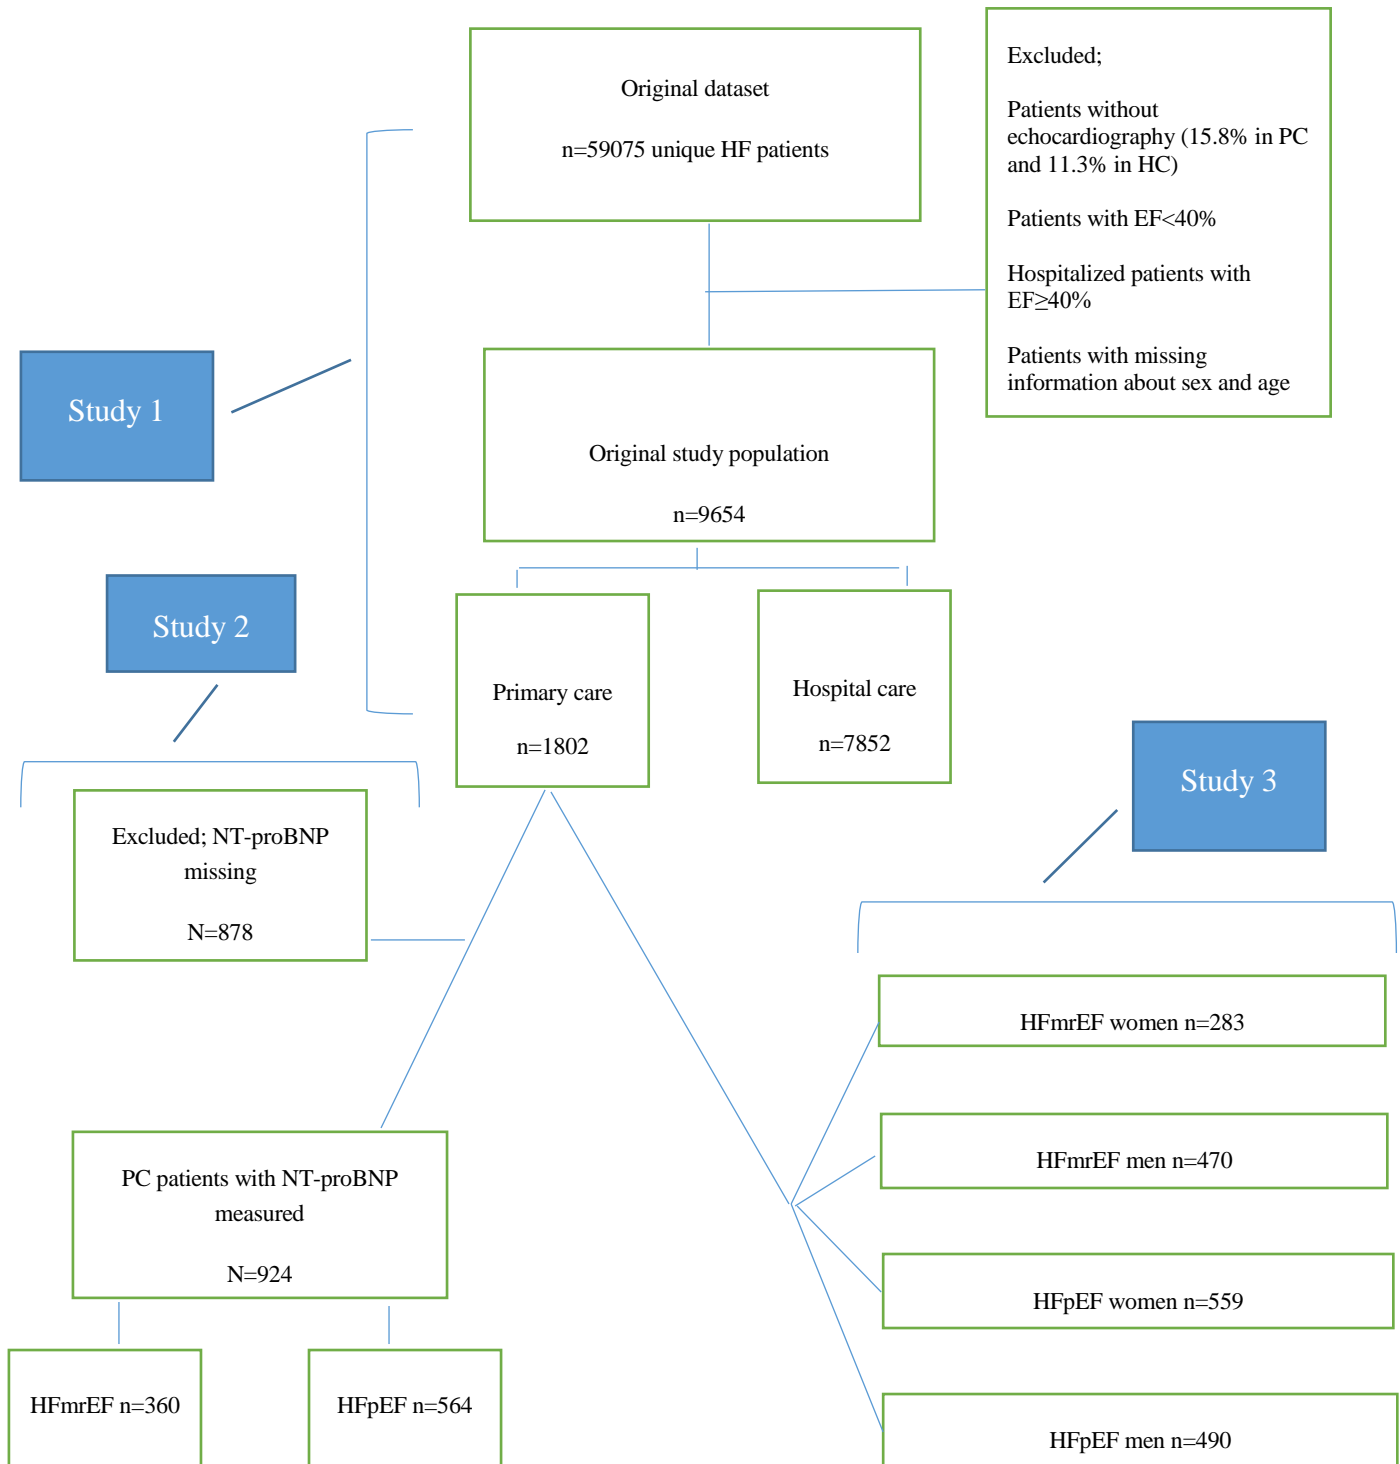 Original dataset
n=59075 unique HF patients
Excluded;
Patients without
echocardiography (15.8% in PC
and 11.3% in HC)
Patients with EF<40%
Hospitalized patients with
EF≥40%
Patients with missing
information about sex and age
Study 1
Original study population
n=9654
Study 2
Primary care
n=1802
Hospital care
n=7852
Study 3
Excluded; NT-proBNP
missing
N=878
HFmrEF women n=283
HFmrEF men n=470
PC patients with NT-proBNP
measured
N=924
HFpEF women n=559
HFmrEF n=360
HFpEF n=564
HFpEF men n=490